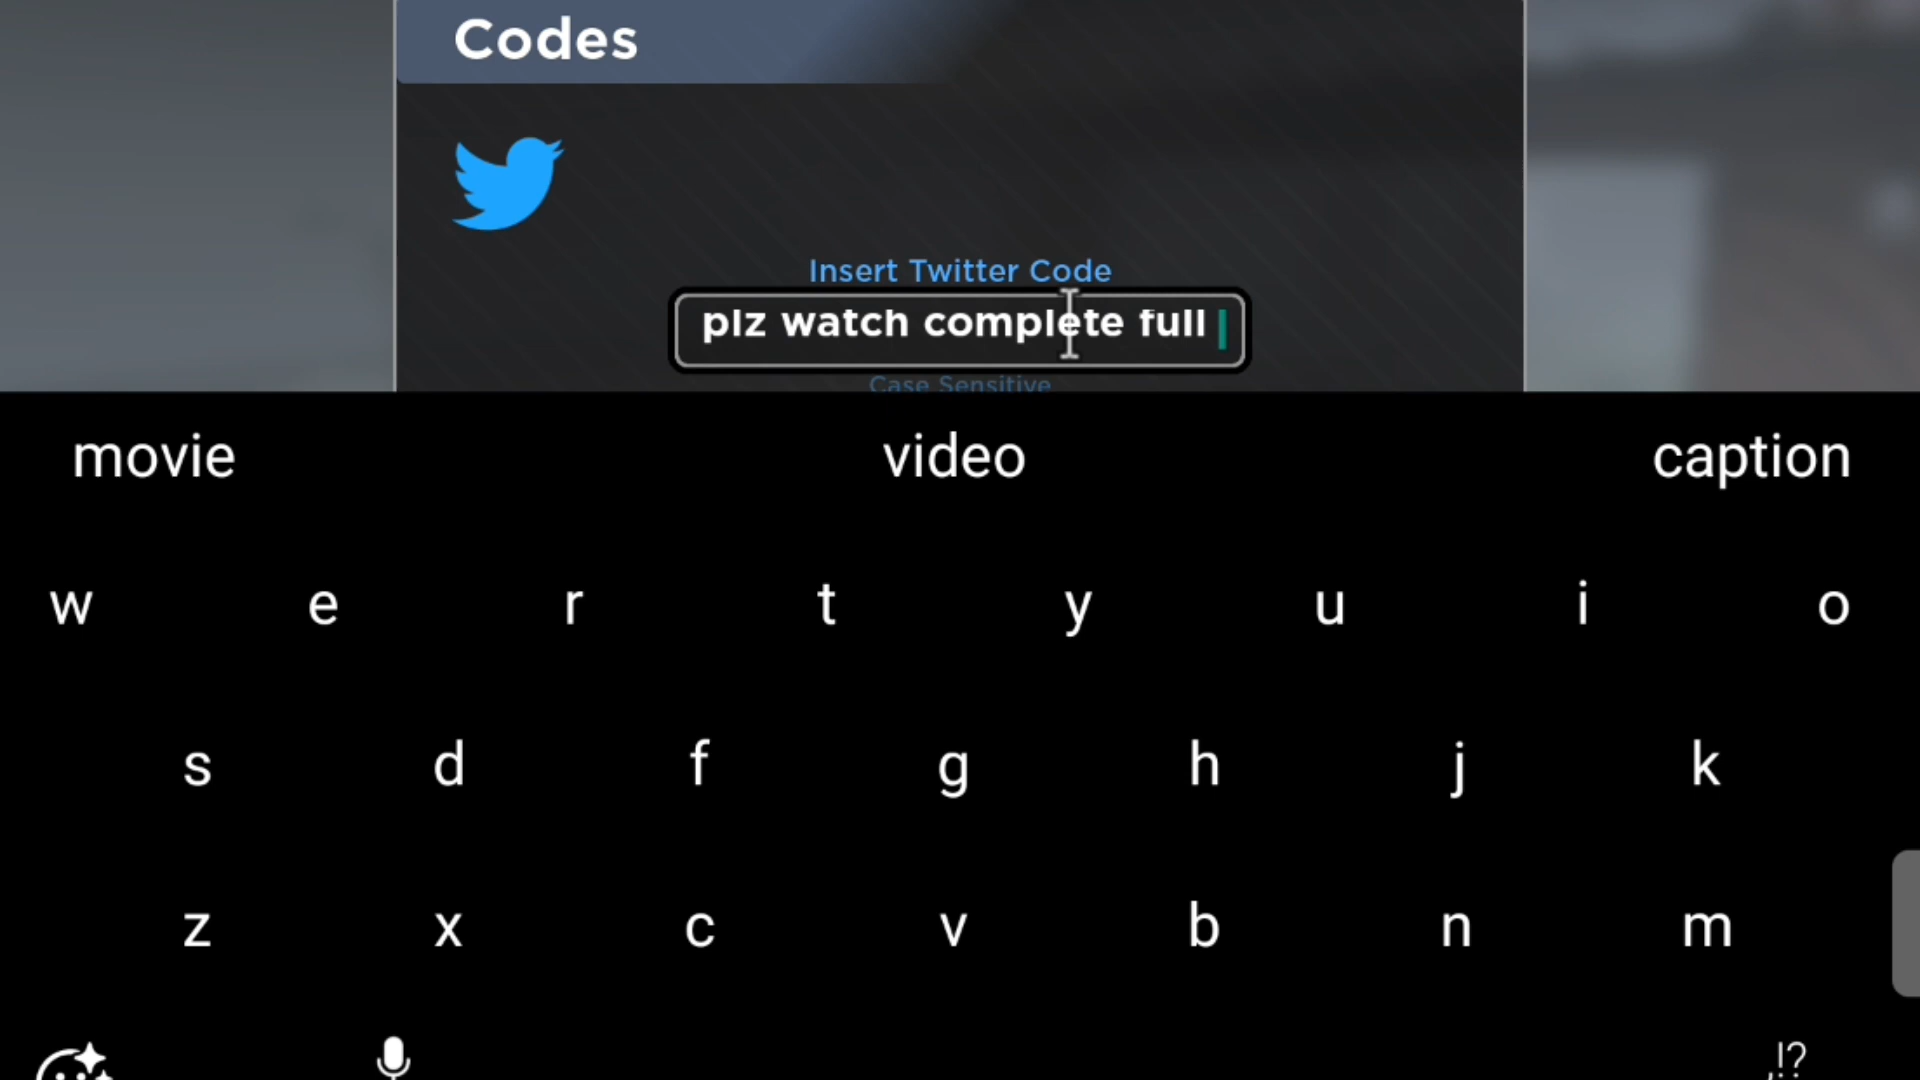 Codes
Insert Twitter Code
plz watch complete full
Case Sensitive
movie video caption
w e r t y u i o
s d f g h j k
z x c v b n m
,!?